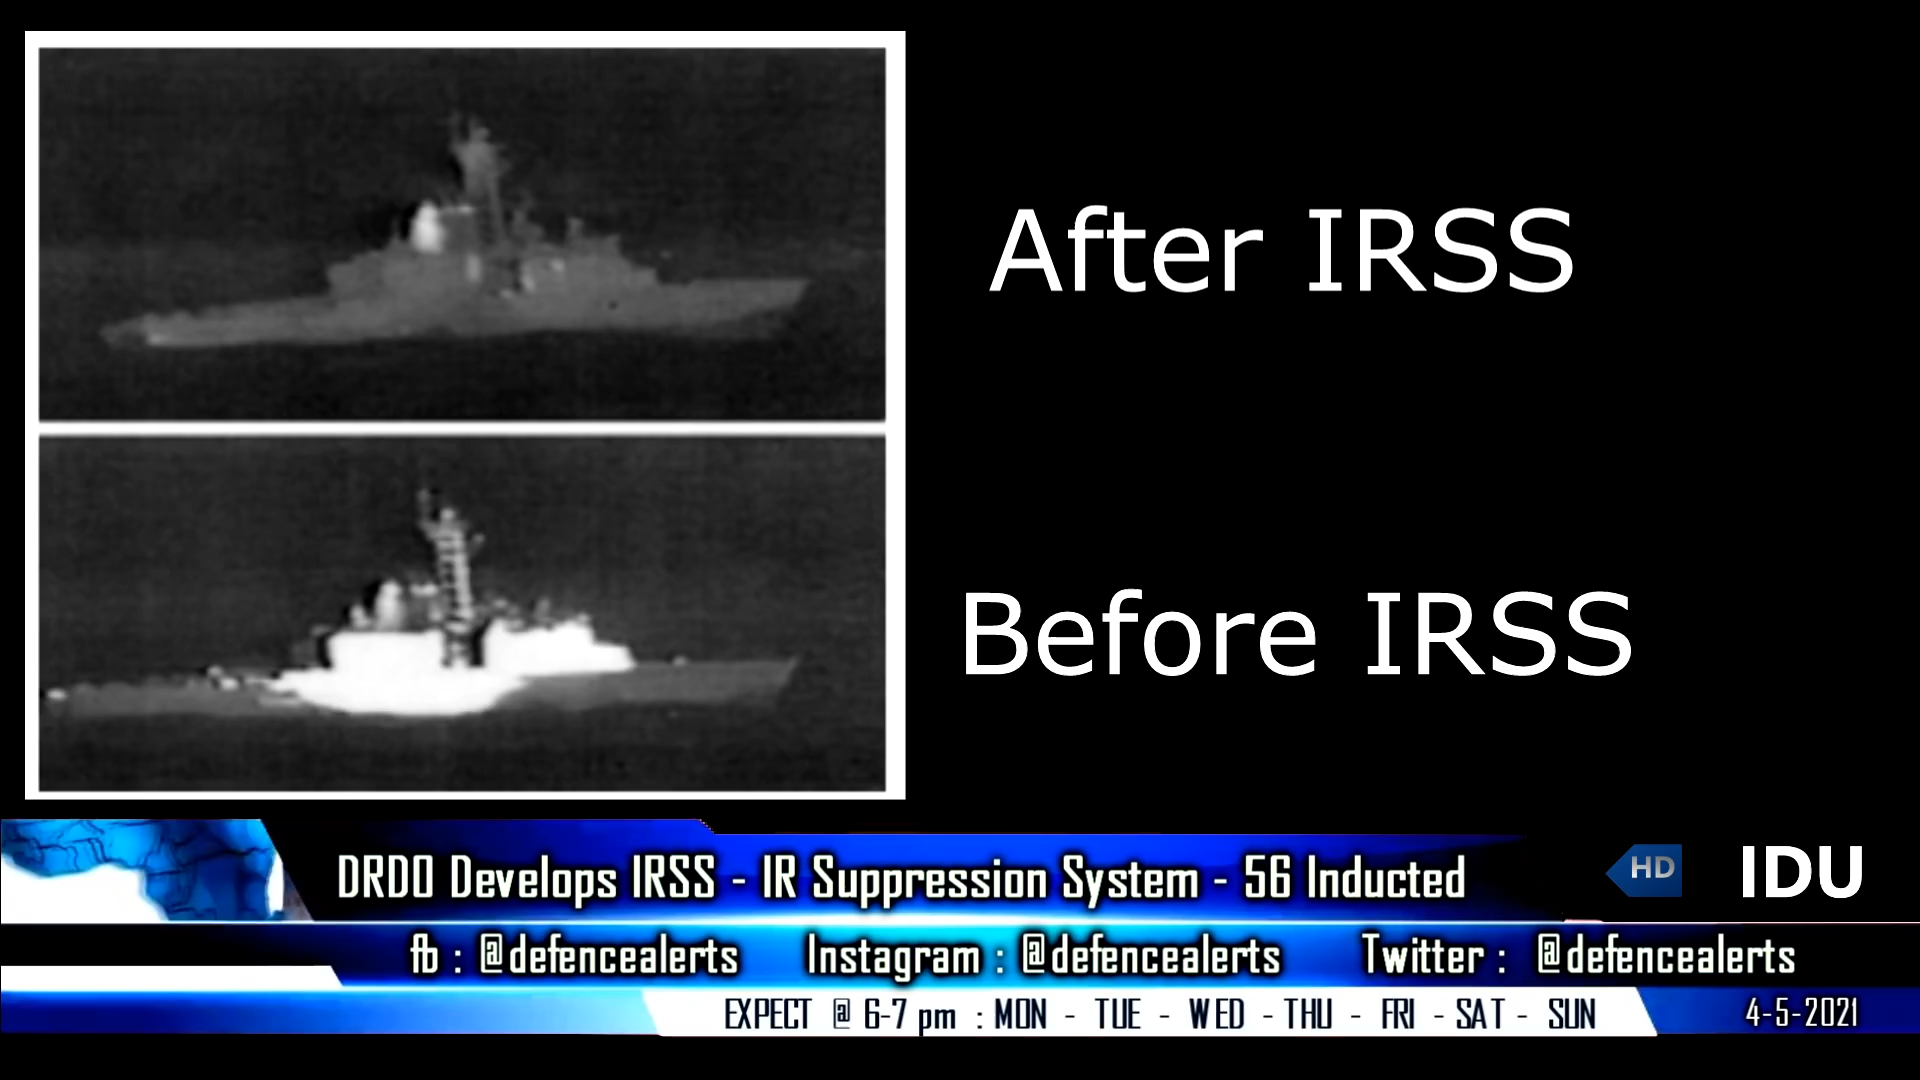 After IRSS
Before IRSS
DRDO Develops IRSS - IR Suppression System - 56 Inducted
HD
IDU
fb : @defencealerts Instagram : @defencealerts Twitter : @defencealerts
EXPECT @ 6-7 pm : MON - TUE - WED - THU - FRI - SAT - SUN
4-5-2021